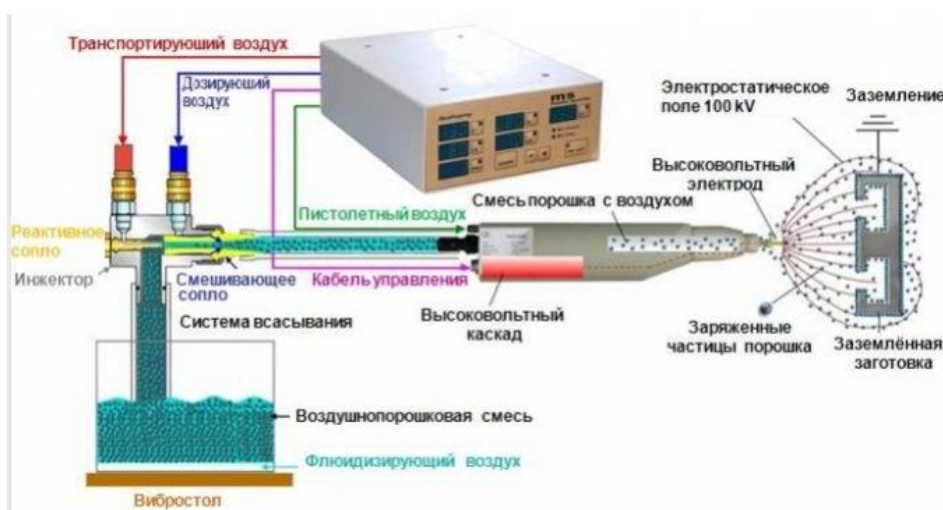 Транспортирующий воздух
Дозирующий
воздух
Электростатическое
поле 100 kV
Заземление
Высоковольтный
электрод
Смесь порошка с воздухом
Пистолетный воздух
Реактивное
сопло
Инжектор
Смешивающее
сопло
Кабель управления
Система всасывания
Высоковольтный
каскад
Заряженные
частицы порошка
Заземлённая
заготовка
Воздушнопорошковая смесь
Флюидизирующий воздух
Вибростол